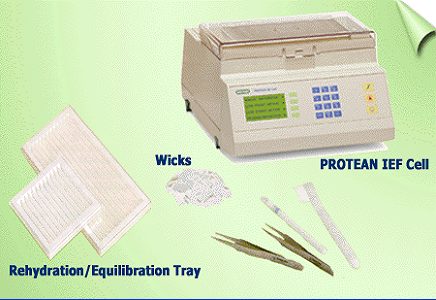 Wicks
PROTEAN IEF Cell
Rehydration/Equilibration Tray